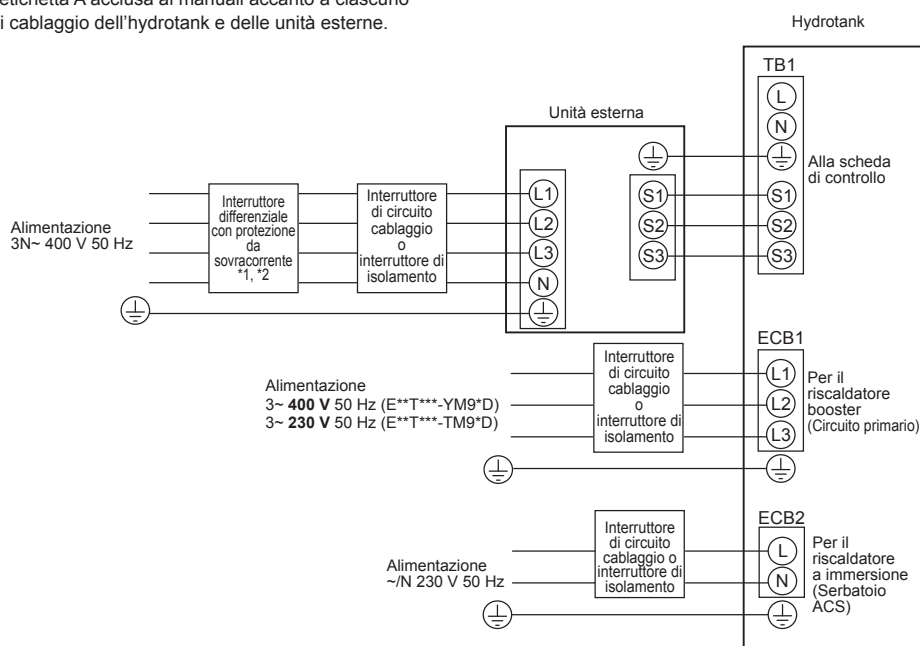 etichetta A acclusa ai manuali accanto a ciascuno
i cablaggio dell'hydrotank e delle unità esterne.
Hydrotank
TB1
L
N
Alla scheda
di controllo
S1
S2
S3
Unità esterna
L1
L2
L3
N
S1
S2
S3
Alimentazione
3N~ 400 V 50 Hz
Interruttore
differenziale
con protezione
da
sovracorrente
*1, *2
Interruttore
di circuito
cablaggio
o
interruttore di
isolamento
ECB1
L1
L2
L3
Per il
riscaldatore
booster
(Circuito primario)
Interruttore
di circuito
cablaggio
o
interruttore di
isolamento
Alimentazione
3~ 400 V 50 Hz (E**T***-YM9*D)
3~ 230 V 50 Hz (E**T***-TM9*D)
ECB2
L
N
Per il
riscaldatore
a immersione
(Serbatoio
ACS)
Interruttore
di circuito
cablaggio o
interruttore di
isolamento
Alimentazione
~/N 230 V 50 Hz